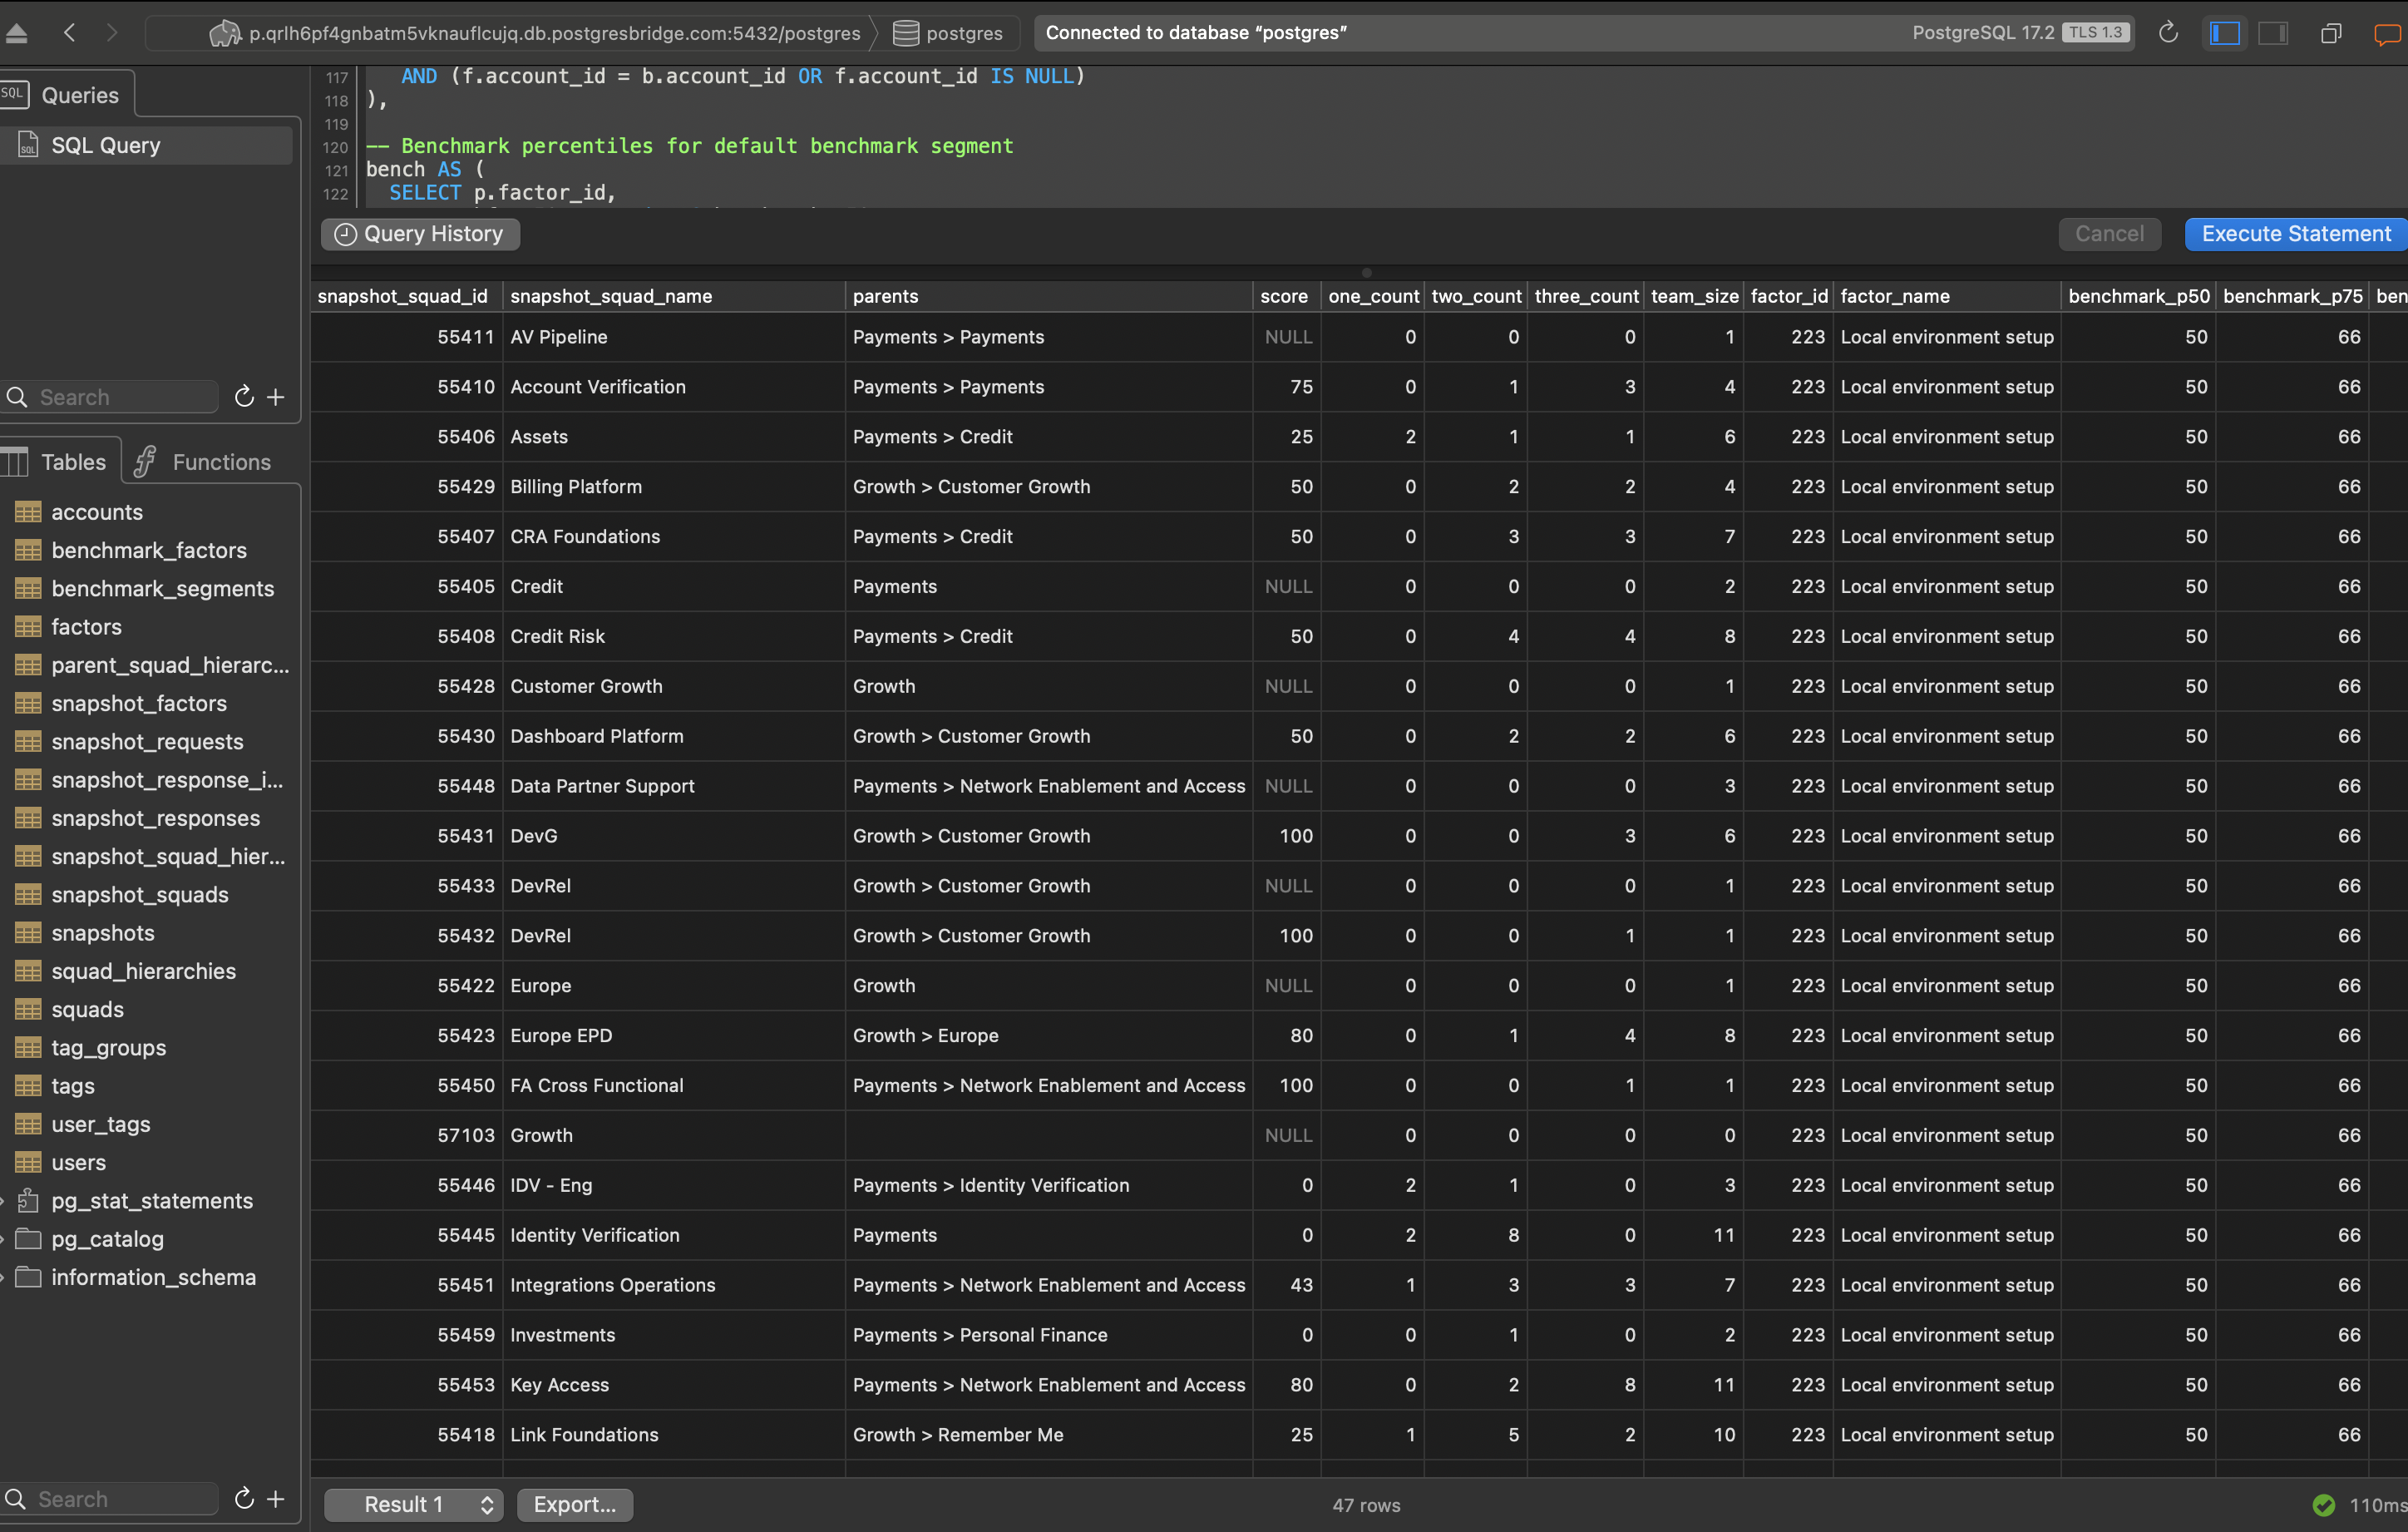 p.qrlh6pf4gnbatm5vknauflcujq.db.postgresbridge.com:5432/postgres postgres Connected to database “postgres” PostgreSQL 17.2 TLS 1.3
SQL Queries
SQL Query
Search
Tables Functions
accounts
benchmark_factors
benchmark_segments
factors
parent_squad_hierarc...
snapshot_factors
snapshot_requests
snapshot_response_i...
snapshot_responses
snapshot_squad_hier...
snapshot_squads
snapshots
squad_hierarchies
squads
tag_groups
tags
user_tags
users
pg_stat_statements
pg_catalog
information_schema
Search
117 AND (f.account_id = b.account_id OR f.account_id IS NULL)
118 ),
119
120 -- Benchmark percentiles for default benchmark segment
121 bench AS (
122 SELECT p.factor_id,
Query History Cancel Execute Statement
snapshot_squad_id snapshot_squad_name parents score one_count two_count three_count team_size factor_id factor_name benchmark_p50 benchmark_p75 ben
55411 AV Pipeline Payments > Payments NULL 0 0 0 1 223 Local environment setup 50 66
55410 Account Verification Payments > Payments 75 0 1 3 4 223 Local environment setup 50 66
55406 Assets Payments > Credit 25 2 1 1 6 223 Local environment setup 50 66
55429 Billing Platform Growth > Customer Growth 50 0 2 2 4 223 Local environment setup 50 66
55407 CRA Foundations Payments > Credit 50 0 3 3 7 223 Local environment setup 50 66
55405 Credit Payments NULL 0 0 0 2 223 Local environment setup 50 66
55408 Credit Risk Payments > Credit 50 0 4 4 8 223 Local environment setup 50 66
55428 Customer Growth Growth NULL 0 0 0 1 223 Local environment setup 50 66
55430 Dashboard Platform Growth > Customer Growth 50 0 2 2 6 223 Local environment setup 50 66
55448 Data Partner Support Payments > Network Enablement and Access NULL 0 0 0 3 223 Local environment setup 50 66
55431 DevG Growth > Customer Growth 100 0 0 3 6 223 Local environment setup 50 66
55433 DevRel Growth > Customer Growth NULL 0 0 0 1 223 Local environment setup 50 66
55432 DevRel Growth > Customer Growth 100 0 0 1 1 223 Local environment setup 50 66
55422 Europe Growth NULL 0 0 0 1 223 Local environment setup 50 66
55423 Europe EPD Growth > Europe 80 0 1 4 8 223 Local environment setup 50 66
55450 FA Cross Functional Payments > Network Enablement and Access 100 0 0 1 1 223 Local environment setup 50 66
57103 Growth NULL 0 0 0 0 223 Local environment setup 50 66
55446 IDV - Eng Payments > Identity Verification 0 2 1 0 3 223 Local environment setup 50 66
55445 Identity Verification Payments 0 2 8 0 11 223 Local environment setup 50 66
55451 Integrations Operations Payments > Network Enablement and Access 43 1 3 3 7 223 Local environment setup 50 66
55459 Investments Payments > Personal Finance 0 0 1 0 2 223 Local environment setup 50 66
55453 Key Access Payments > Network Enablement and Access 80 0 2 8 11 223 Local environment setup 50 66
55418 Link Foundations Growth > Remember Me 25 1 5 2 10 223 Local environment setup 50 66
Result 1 Export... 47 rows 110ms